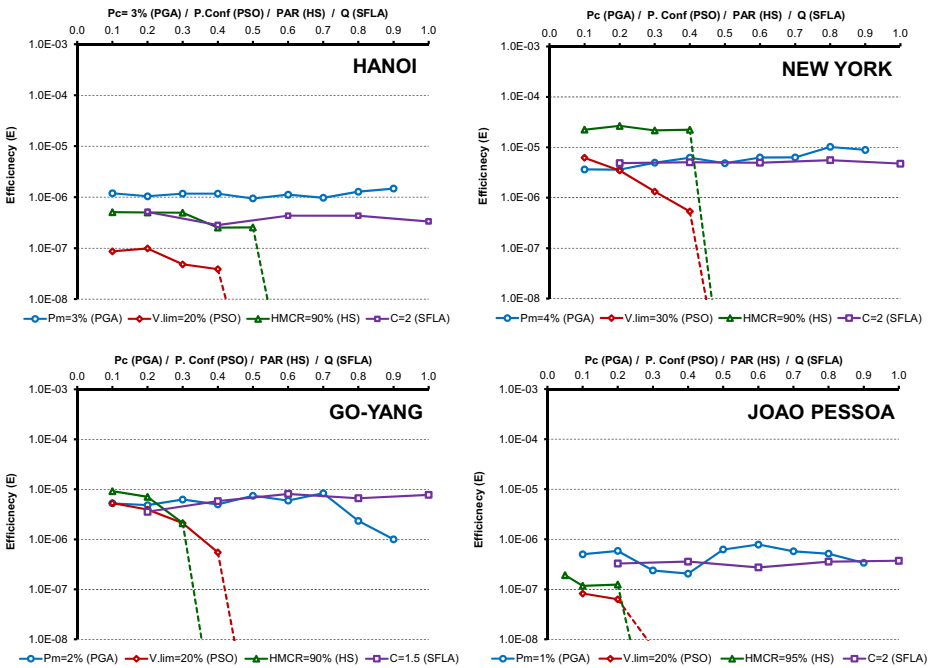 Pc= 3% (PGA) / P.Conf (PSO) / PAR (HS) / Q (SFLA)
0.0 0.1 0.2 0.3 0.4 0.5 0.6 0.7 0.8 0.9 1.0
1.0E-03
HANOI
1.0E-04
1.0E-05
1.0E-06
1.0E-07
1.0E-08
Efficicnecy (E)
Pm=3% (PGA) V.lim=20% (PSO) HMCR=90% (HS) C=2 (SFLA)
Pc (PGA) / P. Conf (PSO) / PAR (HS) / Q (SFLA)
0.0 0.1 0.2 0.3 0.4 0.5 0.6 0.7 0.8 0.9 1.0
1.0E-03
NEW YORK
1.0E-04
1.0E-05
1.0E-06
1.0E-07
1.0E-08
Efficicnecy (E)
Pm=4% (PGA) V.lim=30% (PSO) HMCR=90% (HS) C=2 (SFLA)
Pc (PGA) / P. Conf (PSO) / PAR (HS) / Q (SFLA)
0.0 0.1 0.2 0.3 0.4 0.5 0.6 0.7 0.8 0.9 1.0
1.0E-03
GO-YANG
1.0E-04
1.0E-05
1.0E-06
1.0E-07
1.0E-08
Efficicnecy (E)
Pm=2% (PGA) V.lim=20% (PSO) HMCR=90% (HS) C=1.5 (SFLA)
Pc (PGA) / P. Conf (PSO) / PAR (HS) / Q (SFLA)
0.0 0.1 0.2 0.3 0.4 0.5 0.6 0.7 0.8 0.9 1.0
1.0E-03
JOAO PESSOA
1.0E-04
1.0E-05
1.0E-06
1.0E-07
1.0E-08
Efficicnecy (E)
Pm=1% (PGA) V.lim=20% (PSO) HMCR=95% (HS) C=2 (SFLA)